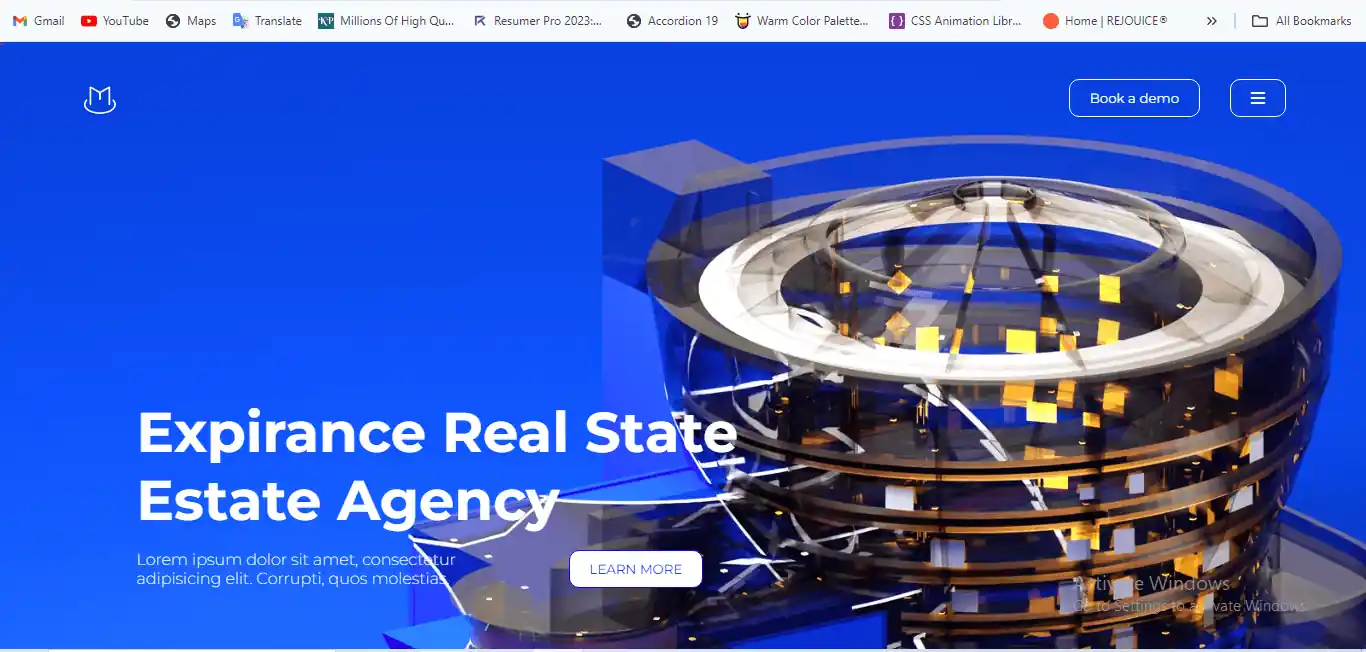 Gmail YouTube Maps Translate Millions Of High Qu... Resumer Pro 2023:... Accordion 19 Warm Color Palette... CSS Animation Libr... Home | REJOUICE® » All Bookmarks
Book a demo
Expirance Real State
Estate Agency
Lorem ipsum dolor sit amet, consectetur
adipisicing elit. Corrupti, quos molestias.
LEARN MORE
Activate Windows
Go to Settings to activate Windows.